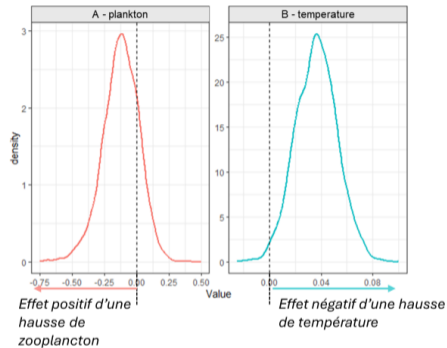 A - plankton
B - temperature
density
3
2
1
0
25
20
15
10
5
0
-0.75
-0.50
-0.25
0.00
0.25
0.50
0.00
0.04
0.08
Value
Effet positif d'une
hausse de
zooplancton
Effet négatif d'une hausse
de température